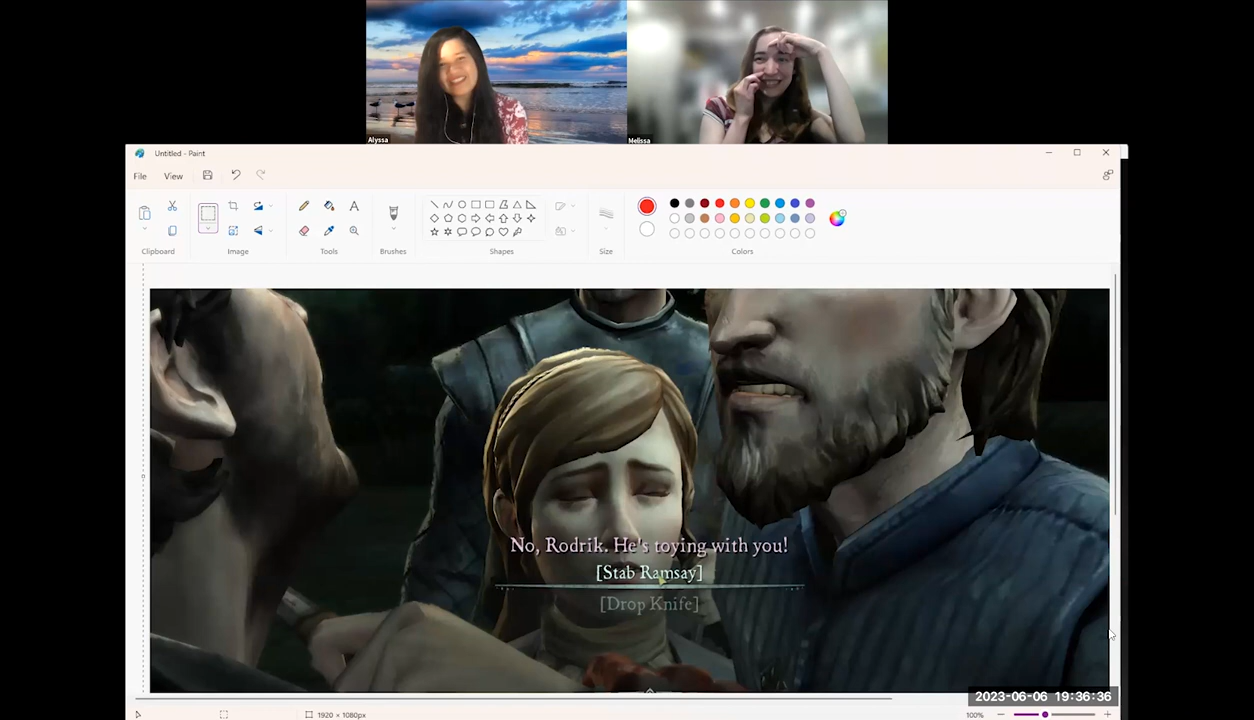 Alyssa
Melissa
Untitled - Paint
File View
Clipboard
Image
Tools
Brushes
Shapes
Size
Colors
No, Rodrik. He's toying with you!
[Stab Ramsay]
[Drop Knife]
2023-06-06 19:36:36
1920 × 1080px
100%